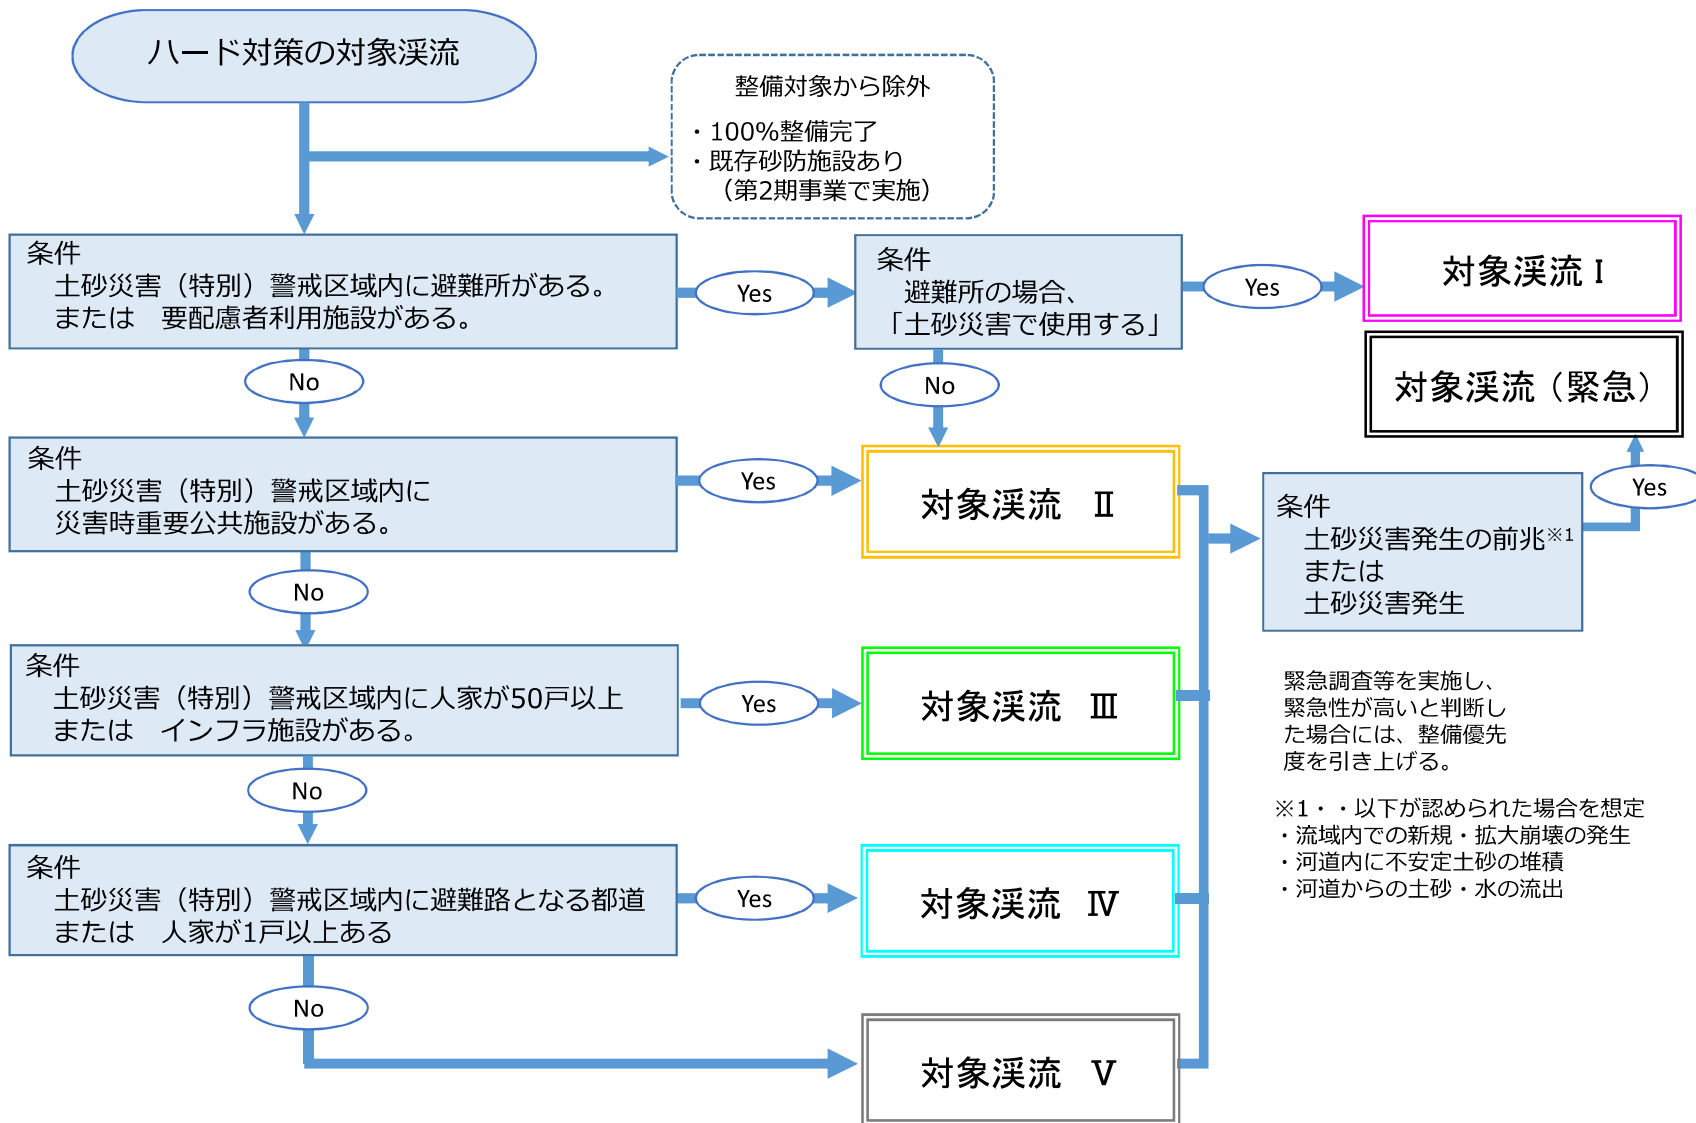 ハード対策の対象渓流
整備対象から除外
・100%整備完了
・既存砂防施設あり
（第2期事業で実施）
条件
土砂災害（特別）警戒区域内に避難所がある。
または　要配慮者利用施設がある。
Yes
条件
避難所の場合、
「土砂災害で使用する」
Yes
対象渓流 Ⅰ
対象渓流（緊急）
No
No
条件
土砂災害（特別）警戒区域内に
災害時重要公共施設がある。
Yes
対象渓流　Ⅱ
Yes
条件
土砂災害発生の前兆※1
または
土砂災害発生
No
条件
土砂災害（特別）警戒区域内に人家が50戸以上
または　インフラ施設がある。
Yes
対象渓流　Ⅲ
緊急調査等を実施し、
緊急性が高いと判断し
た場合には、整備優先
度を引き上げる。
※1・・以下が認められた場合を想定
・流域内での新規・拡大崩壊の発生
・河道内に不安定土砂の堆積
・河道からの土砂・水の流出
No
条件
土砂災害（特別）警戒区域内に避難路となる都道
または　人家が1戸以上ある
Yes
対象渓流　Ⅳ
No
対象渓流　Ⅴ